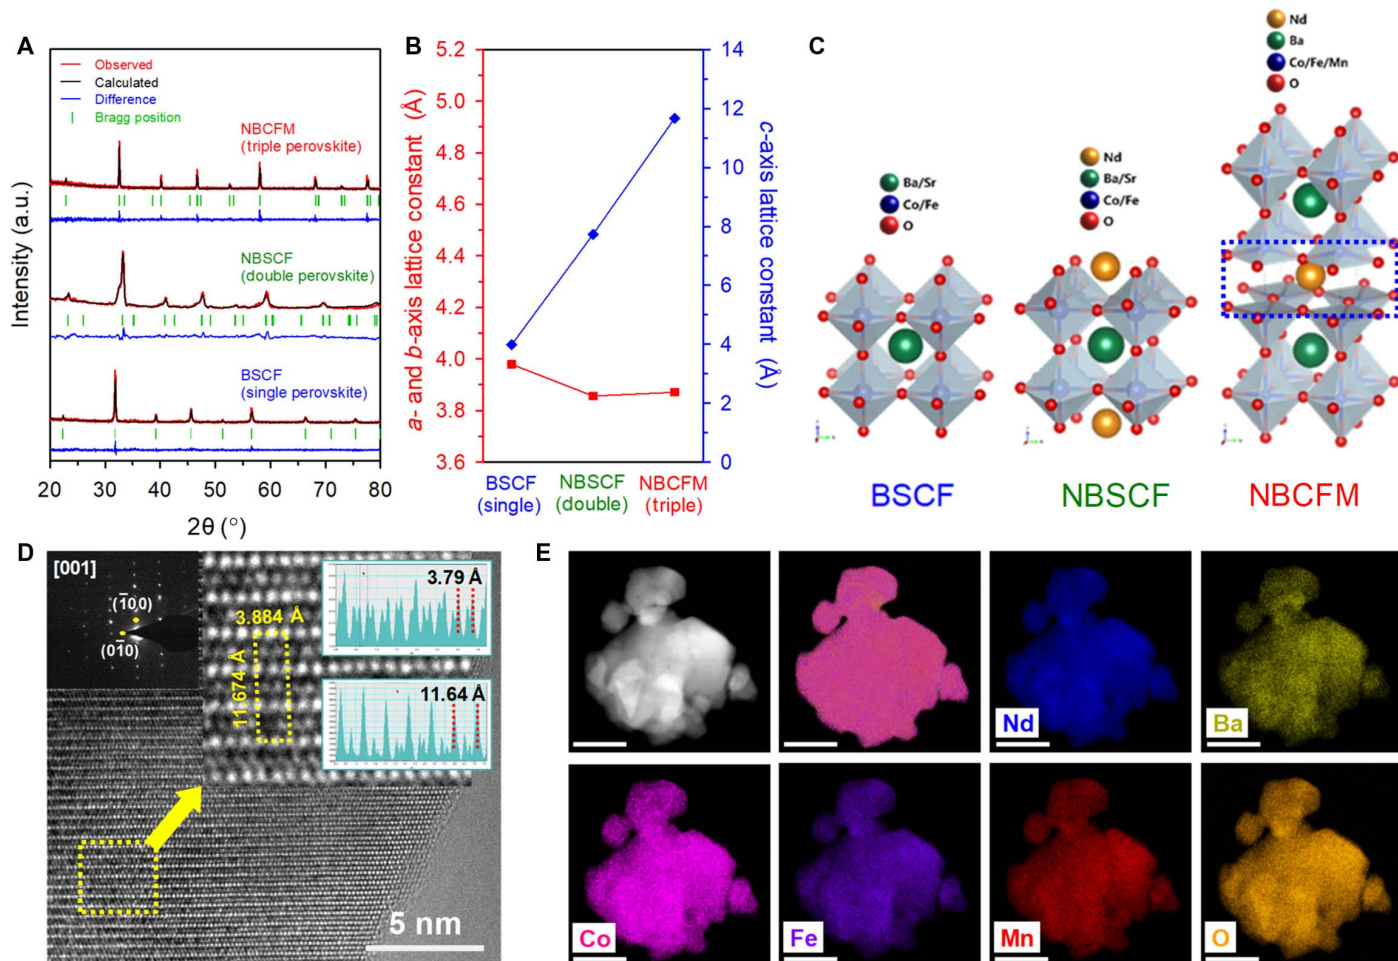 A
Observed
Calculated
Difference
Bragg position
NBCFM
(triple perovskite)
NBSCF
(double perovskite)
BSCF
(single perovskite)
Intensity (a.u.)
20 30 40 50 60 70 80
2θ (°)
B
a- and b-axis lattice constant (Å)
5.2
5.0
4.8
4.6
4.4
4.2
4.0
3.8
3.6
14
12
10
8
6
4
2
0
c-axis lattice constant (Å)
BSCF
(single)
NBSCF
(double)
NBCFM
(triple)
C
Ba/Sr
Co/Fe
O
BSCF
Nd
Ba/Sr
Co/Fe
O
NBSCF
Nd
Ba
Co/Fe/Mn
O
NBCFM
D
[001]
(1̄00)
(01̄0)
3.884 Å
11.674 Å
3.79 Å
11.64 Å
5 nm
E
Nd
Ba
Co
Fe
Mn
O